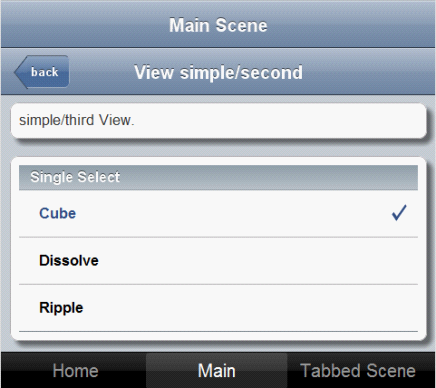 Main Scene
back
View simple/second
simple/third View.
Single Select
Cube
Dissolve
Ripple
Home
Main
Tabbed Scene